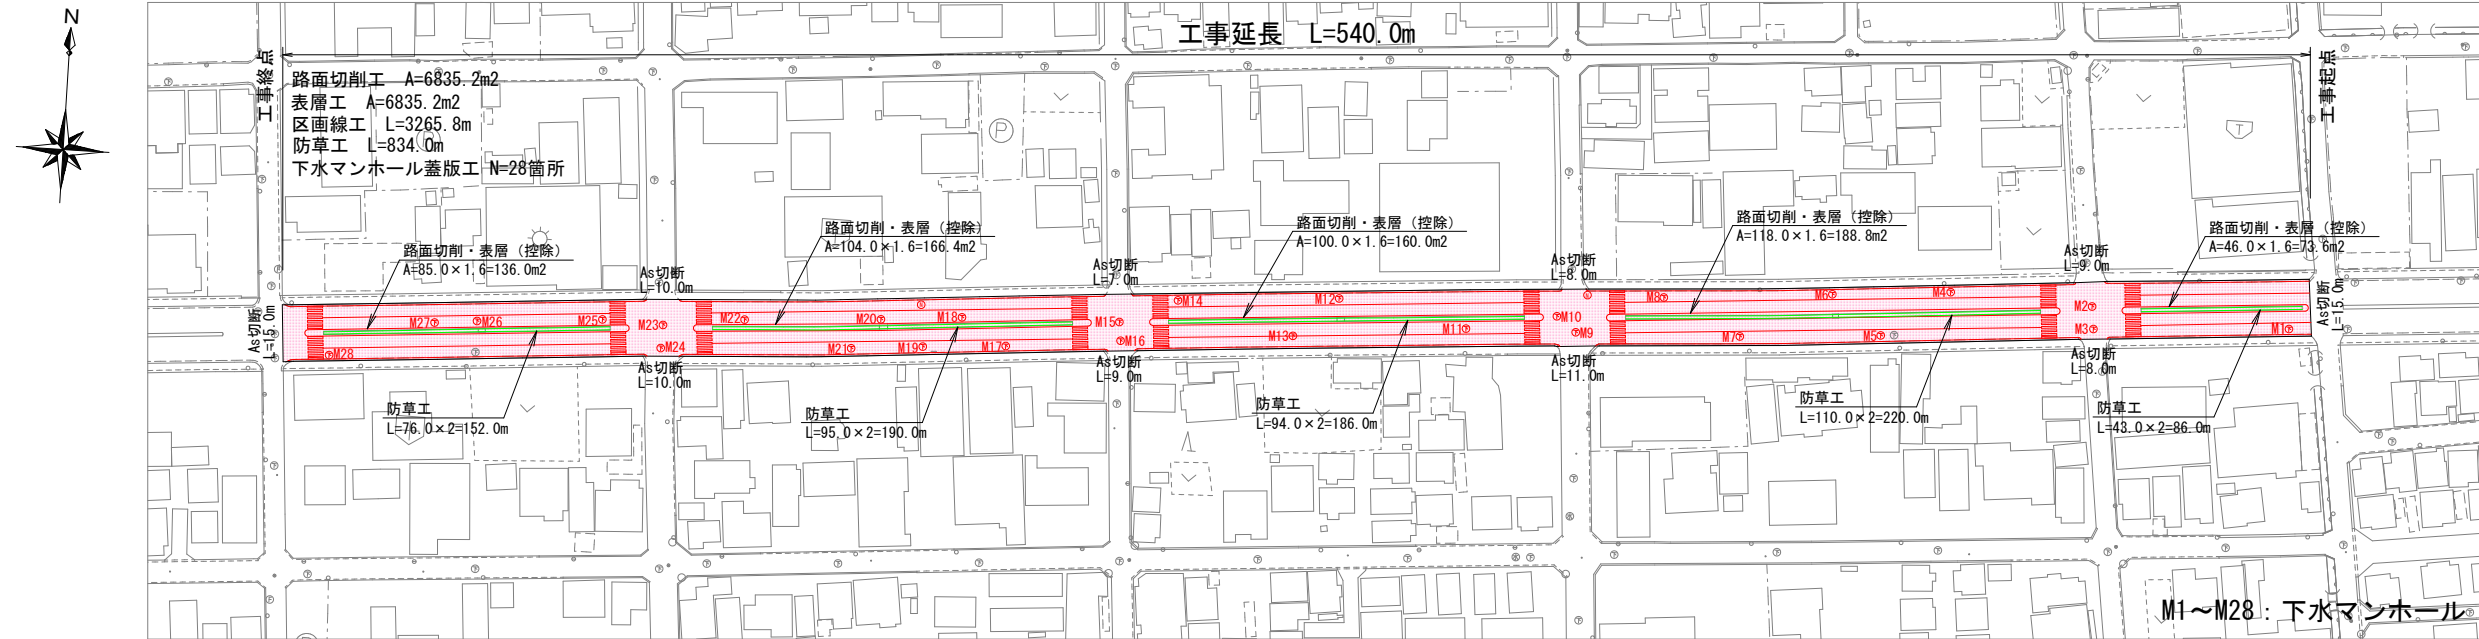 N
工事延長 L=540.0m
工事終点
工事起点
路面切削工 A=6835.2m2
表層工 A=6835.2m2
区画線工 L=3265.8m
防草工 L=834.0m
下水マンホール蓋版工 N=28箇所
P
P
T
路面切削・表層（控除）
A=85.0×1.6=136.0m2
路面切削・表層（控除）
A=104.0×1.6=166.4m2
路面切削・表層（控除）
A=100.0×1.6=160.0m2
路面切削・表層（控除）
A=118.0×1.6=188.8m2
路面切削・表層（控除）
A=46.0×1.6=73.6m2
As切断
L=10.0m
As切断
L=7.0m
As切断
L=8.0m
As切断
L=9.0m
As切断
L=15.0m
As切断
L=15.0m
M27
M26
M25
M28
M23
M24
M22
M20
M18
M21
M19
M17
M15
M16
M14
M12
M13
M11
M10
M9
M8
M6
M4
M7
M5
M2
M3
M1
As切断
L=10.0m
As切断
L=9.0m
As切断
L=11.0m
As切断
L=8.0m
防草工
L=76.0×2=152.0m
防草工
L=95.0×2=190.0m
防草工
L=94.0×2=186.0m
防草工
L=110.0×2=220.0m
防草工
L=43.0×2=86.0m
M1～M28：下水マンホール